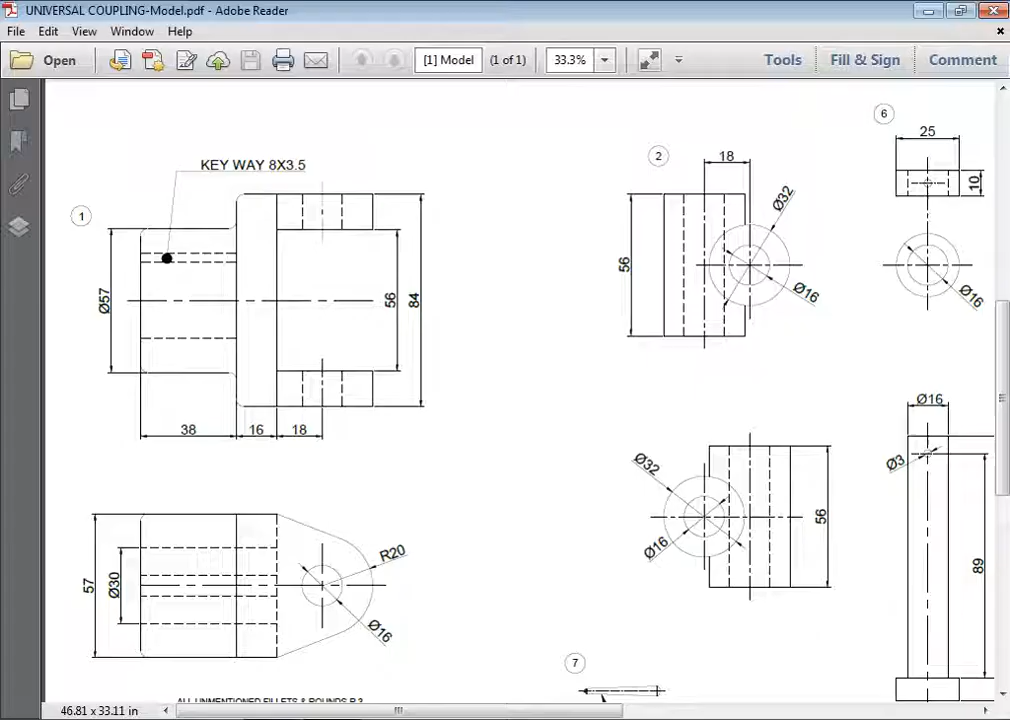 UNIVERSAL COUPLING-Model.pdf - Adobe Reader
File Edit View Window Help
Open
[1] Model
(1 of 1)
33.3%
Tools
Fill & Sign
Comment
6
25
10
Ø16
KEY WAY 8X3.5
1
Ø57
56
84
38
16
18
2
18
Ø32
56
Ø16
Ø16
Ø3
89
Ø32
Ø16
56
57
Ø30
R20
Ø16
7
ALL UNMENTIONED FILLETS & ROUNDS R 3
46.81 x 33.11 in